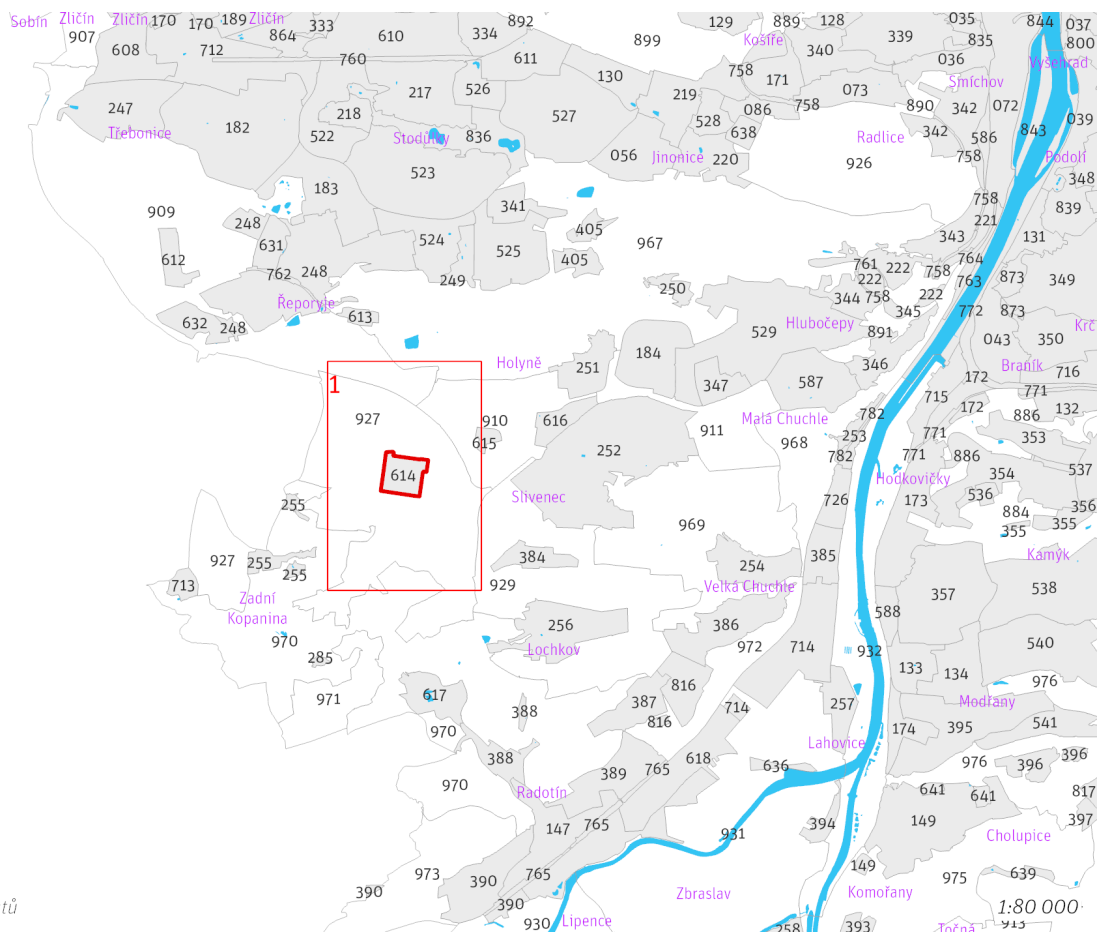 Sobín Zličín Zličín 170 170 189 Zličín 333 610 334 892 129 889 128 339 035 844 037
907 608 712 864 760 611 899 Košíře 340 835 800
758 171 036 Vyšehrad
247 182 218 217 526 527 130 219 086 758 073 890 Smíchov 342 072 039
Třebonice 522 Stodůlky 836 528 638 342 586 843
056 Jinonice 220 Radlice 926 758 Podolí
183 523 348
909 248 341 405 758 221 839
612 631 524 525 405 967 343 131
762 248 249 250 761 222 222 758 764 763 873 349
Řeporyje 613 344 758 222 345 772 873
632 248 529 Hlubočepy 891 043 350 Krč
Holyně 251 184 346 Braník 716
1 347 587 172 771
927 910 616 Malá Chuchle 782 715 172 886 132
615 252 911 968 253 782 771 771 886 353
614 Slivenec Hodkovičky 354 537
255 726 173 536 884 356
969 355 355
927 255 384 254 385 Kamýk
713 255 929 Velká Chuchle 357 538
Zadní 588
Kopanina 256 386
970 285 Lochkov 972 714 932 540
971 617 816 133 134 976
388 387 714 257 Modřany
970 816 174 395 541
388 Lahovice 976 396 396
970 389 765 618 636
Radotín 641 641 817
147 765 931 394 149 Cholupice 397
973 390 765 149 975 639
390 390 Zbraslav Komořany 1:80 000
tů 930 Lipence 258 393 Točná 913